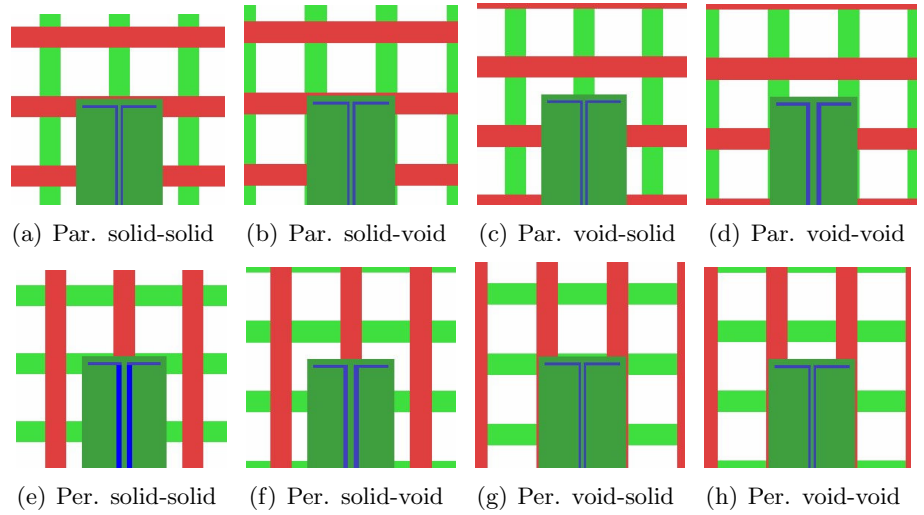 (a) Par. solid-solid (b) Par. solid-void (c) Par. void-solid (d) Par. void-void
(e) Per. solid-solid (f) Per. solid-void (g) Per. void-solid (h) Per. void-void